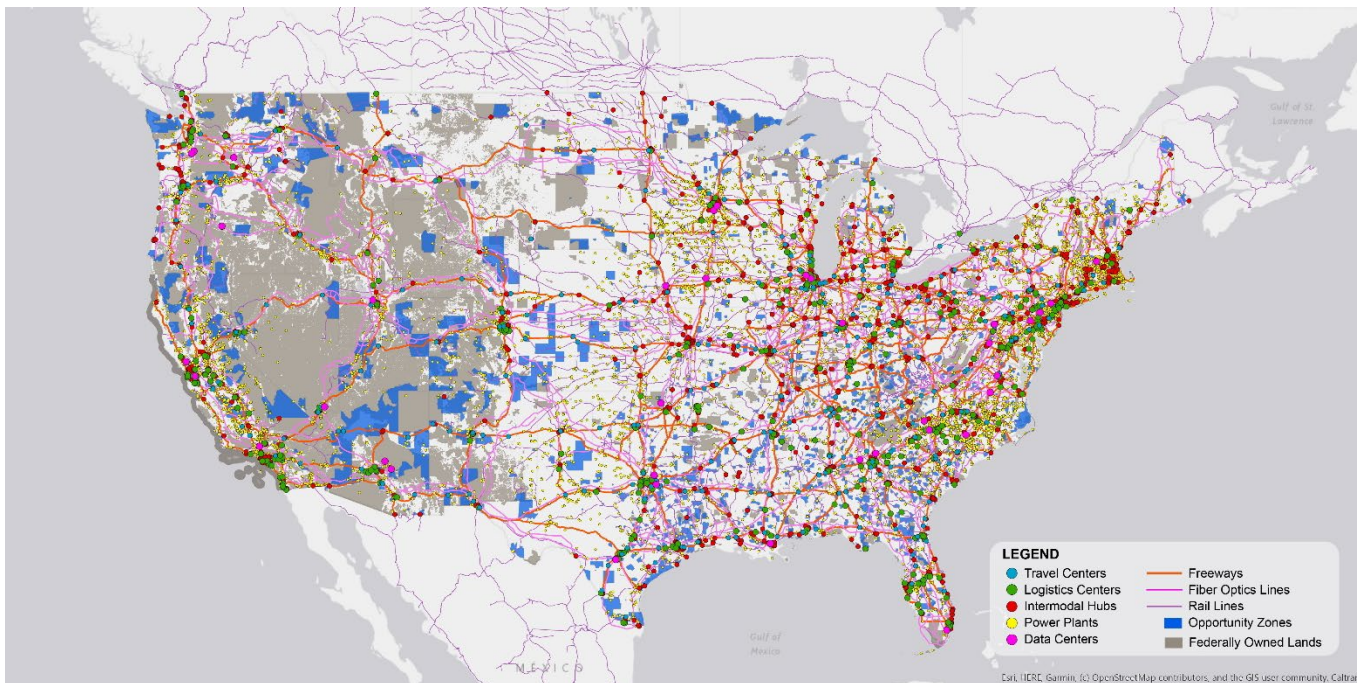 Gulf of St.
Lawrence
LEGEND
Travel Centers
Logistics Centers
Intermodal Hubs
Power Plants
Data Centers
Freeways
Fiber Optics Lines
Rail Lines
Opportunity Zones
Federally Owned Lands
Gulf of
Mexico
MÉXICO
Esri, HERE, Garmin, (c) OpenStreetMap contributors, and the GIS user community, Caltran